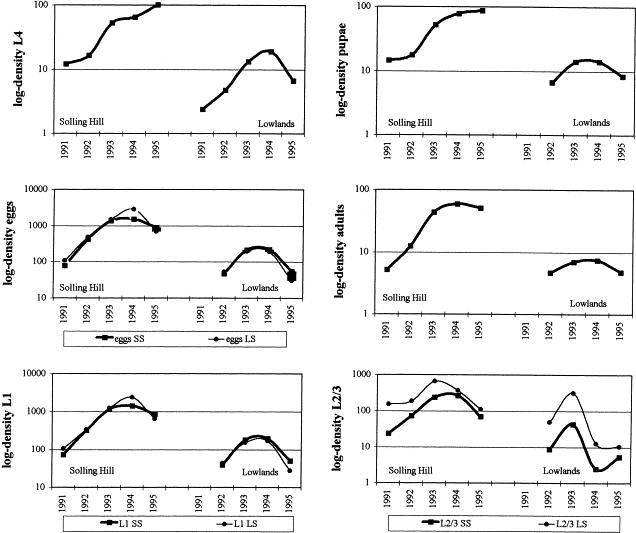 log-density L4
100
10
1
Solling Hill
Lowlands
1991 1992 1993 1994 1995 1991 1992 1993 1994 1995
log-density pupae
100
10
1
Solling Hill
Lowlands
1991 1992 1993 1994 1995 1991 1992 1993 1994 1995
log-density eggs
10000
1000
100
10
Solling Hill
Lowlands
1991 1992 1993 1994 1995 1991 1992 1993 1994 1995
eggs SS eggs LS
log-density adults
100
10
1
Solling Hill
Lowlands
1991 1992 1993 1994 1995 1991 1992 1993 1994 1995
log-density L1
10000
1000
100
10
Solling Hill
Lowlands
1991 1992 1993 1994 1995 1991 1992 1993 1994 1995
L1 SS L1 LS
log-density L2/3
1000
100
10
1
Solling Hill
Lowlands
1991 1992 1993 1994 1995 1991 1992 1993 1994 1995
L2/3 SS L2/3 LS